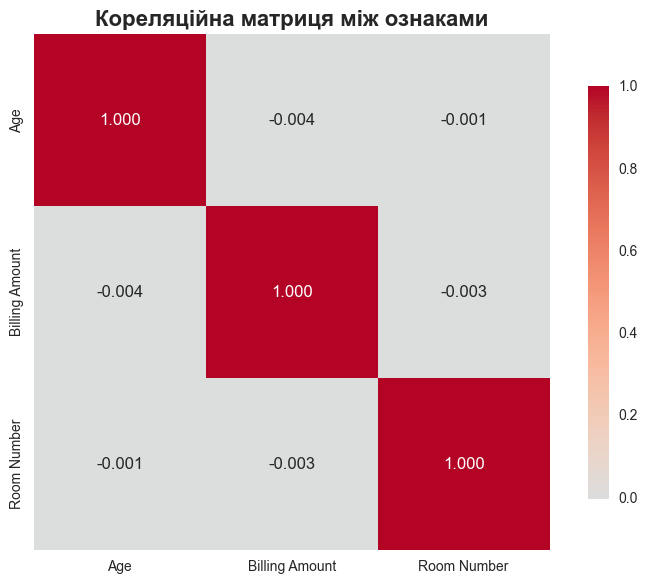 Кореляційна матриця між ознаками
Age
1.000
-0.004
-0.001
Billing Amount
-0.004
1.000
-0.003
Room Number
-0.001
-0.003
1.000
Age
Billing Amount
Room Number
1.0
0.8
0.6
0.4
0.2
0.0